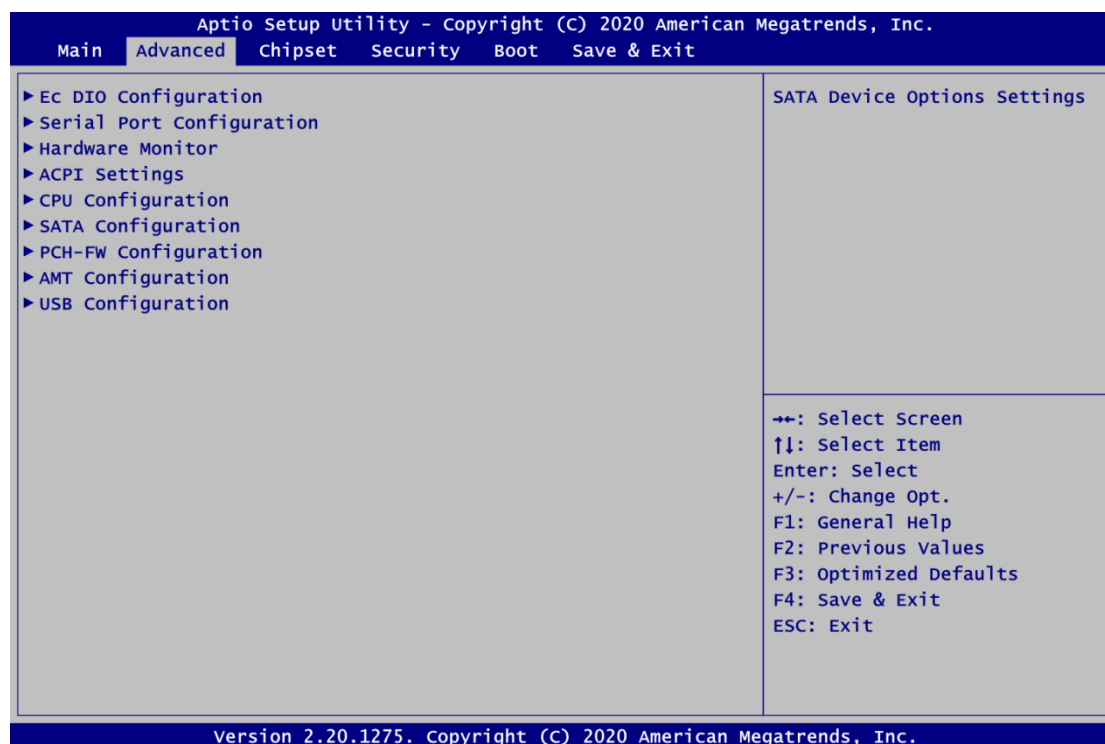 Aptio Setup Utility – Copyright (C) 2020 American Megatrends, Inc.
Main Advanced Chipset Security Boot Save & Exit
►Ec DIO Configuration
►Serial Port Configuration
►Hardware Monitor
►ACPI Settings
►CPU Configuration
►SATA Configuration
►PCH-FW Configuration
►AMT Configuration
►USB Configuration
SATA Device Options Settings
→←: Select Screen
↑↓: Select Item
Enter: Select
+/-: Change Opt.
F1: General Help
F2: Previous Values
F3: Optimized Defaults
F4: Save & Exit
ESC: Exit
Version 2.20.1275. Copyright (C) 2020 American Megatrends, Inc.